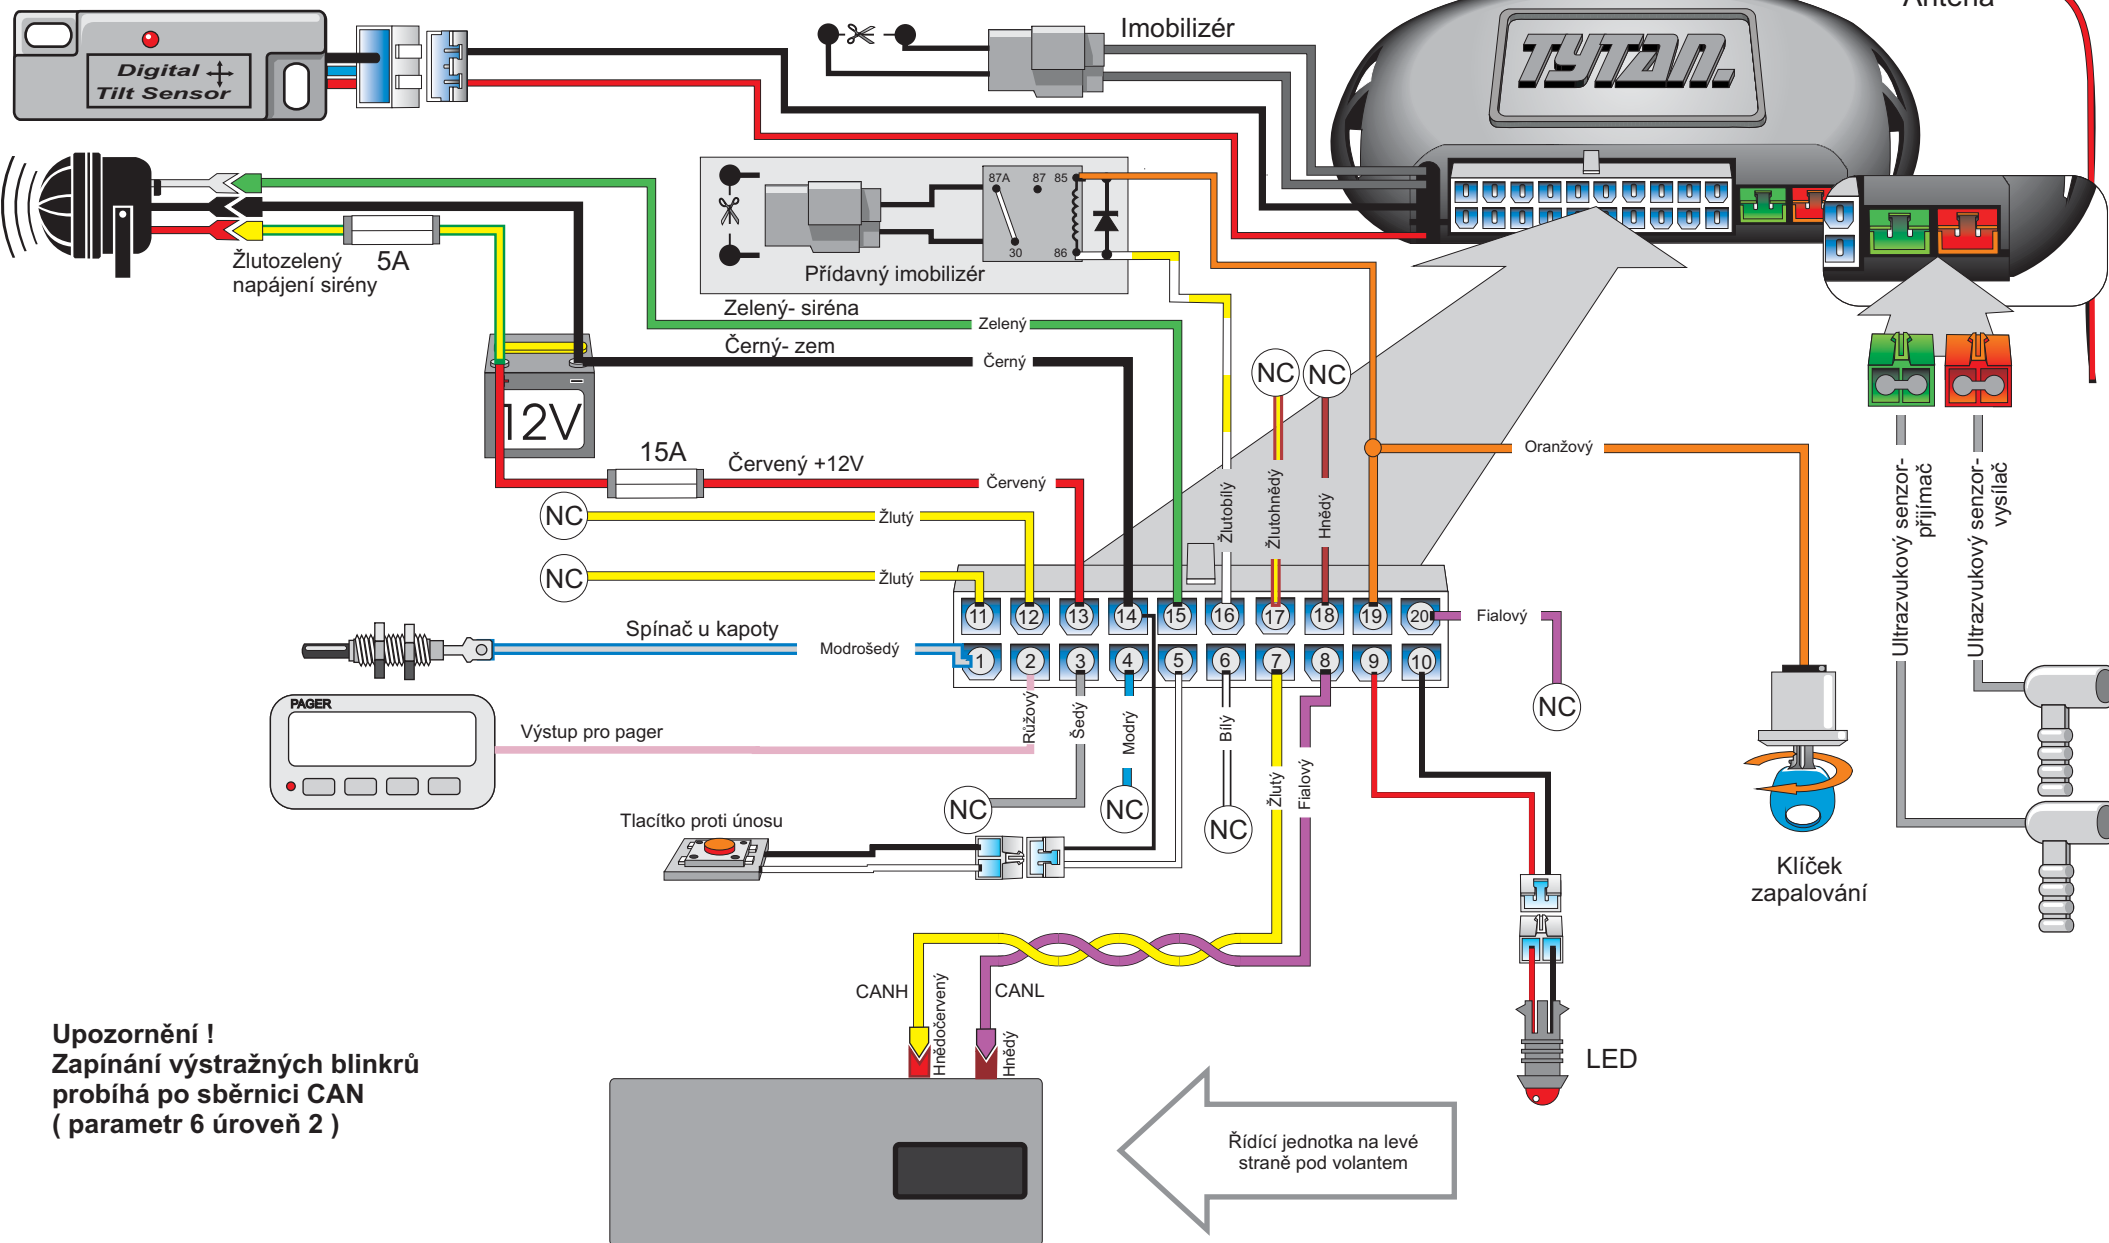 Anténa
Imobilizér
TYTAN.
Digital
Tilt Sensor
87A
87
85
30
86
Přídavný imobilizér
Žlutozelený
napájení sirény
5A
Zelený- siréna
Zelený
Černý- zem
Černý
12V
15A
Červený +12V
Červený
NC
Žlutý
NC
Žlutý
NC
NC
Žlutobílý
Žlutohnědý
Hnědý
Oranžový
Ultrazvukový senzor-
přijímač
Ultrazvukový senzor-
vysílač
11
12
13
14
15
16
17
18
19
20
Fialový
NC
1
2
3
4
5
6
7
8
9
10
Spínač u kapoty
Modrošedý
PAGER
Výstup pro pager
Růžový
Šedý
Modrý
Bílý
Žlutý
Fialový
NC
NC
NC
Tlacítko proti únosu
Klíček
zapalování
CANH
Hnědočervený
CANL
Hnědý
LED
Upozornění !
Zapínání výstražných blinkrů
probíhá po sběrnici CAN
( parametr 6 úroveň 2 )
Řídící jednotka na levé
straně pod volantem